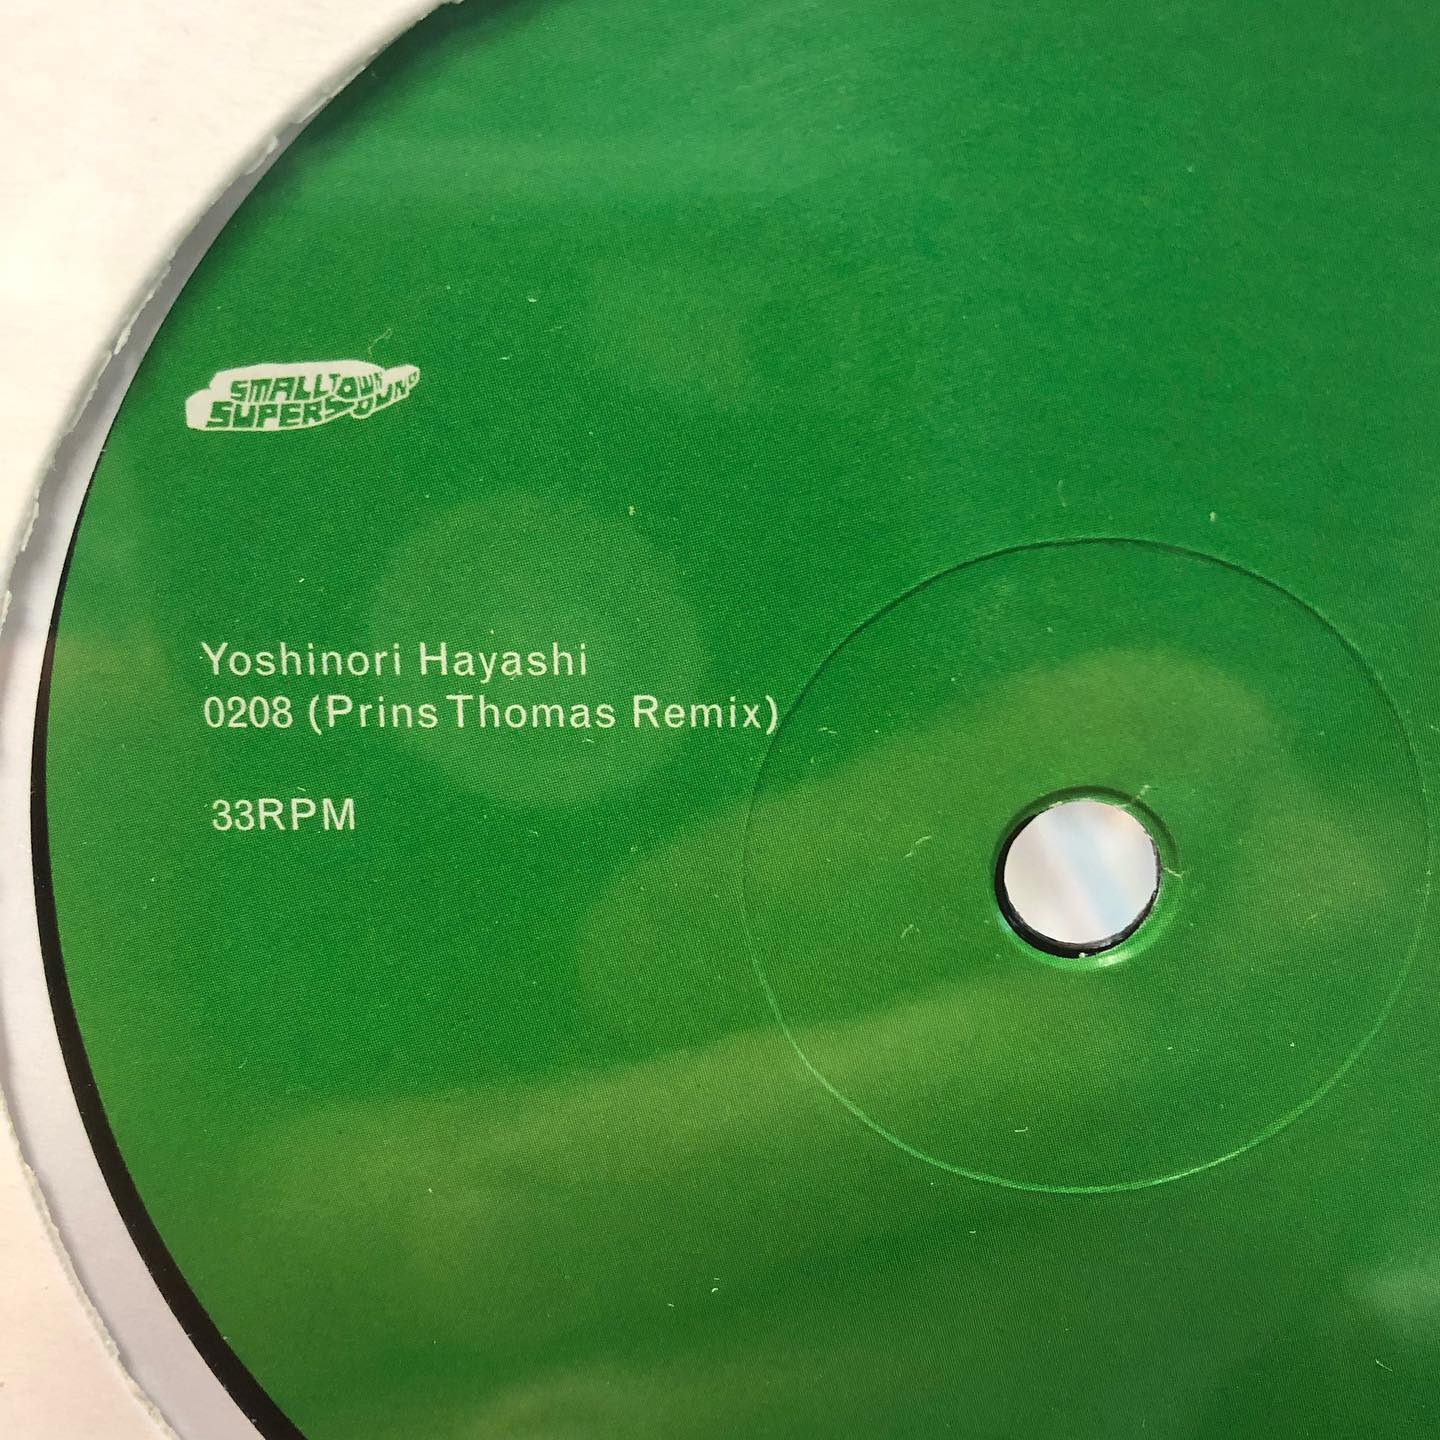 SMALLTOWN
SUPERSOUND
Yoshinori Hayashi
0208 (Prins Thomas Remix)
33RPM